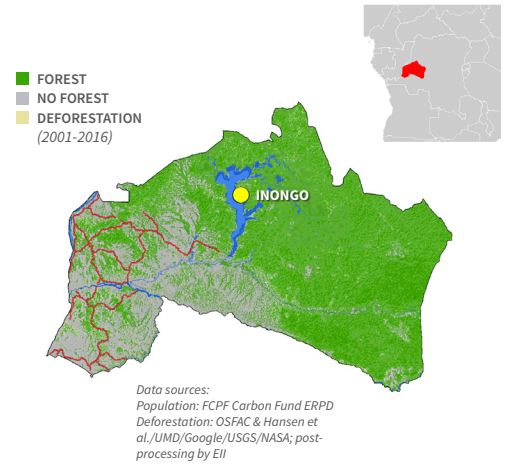 FOREST
NO FOREST
DEFORESTATION
(2001-2016)
INONGO
Data sources:
Population: FCPF Carbon Fund ERPD
Deforestation: OSFAC & Hansen et
al./UMD/Google/USGS/NASA; post-
processing by EII